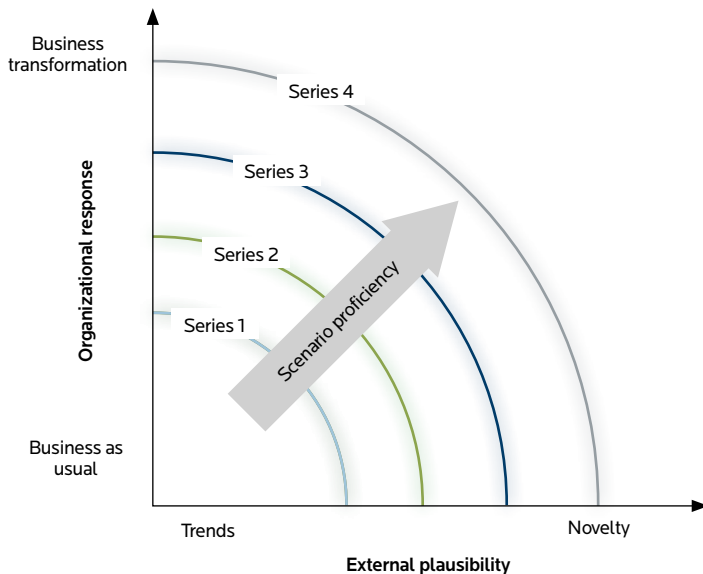 Business
transformation
Series 4
Series 3
Organizational response
Series 2
Series 1
Scenario proficiency
Business as
usual
Trends
Novelty
External plausibility